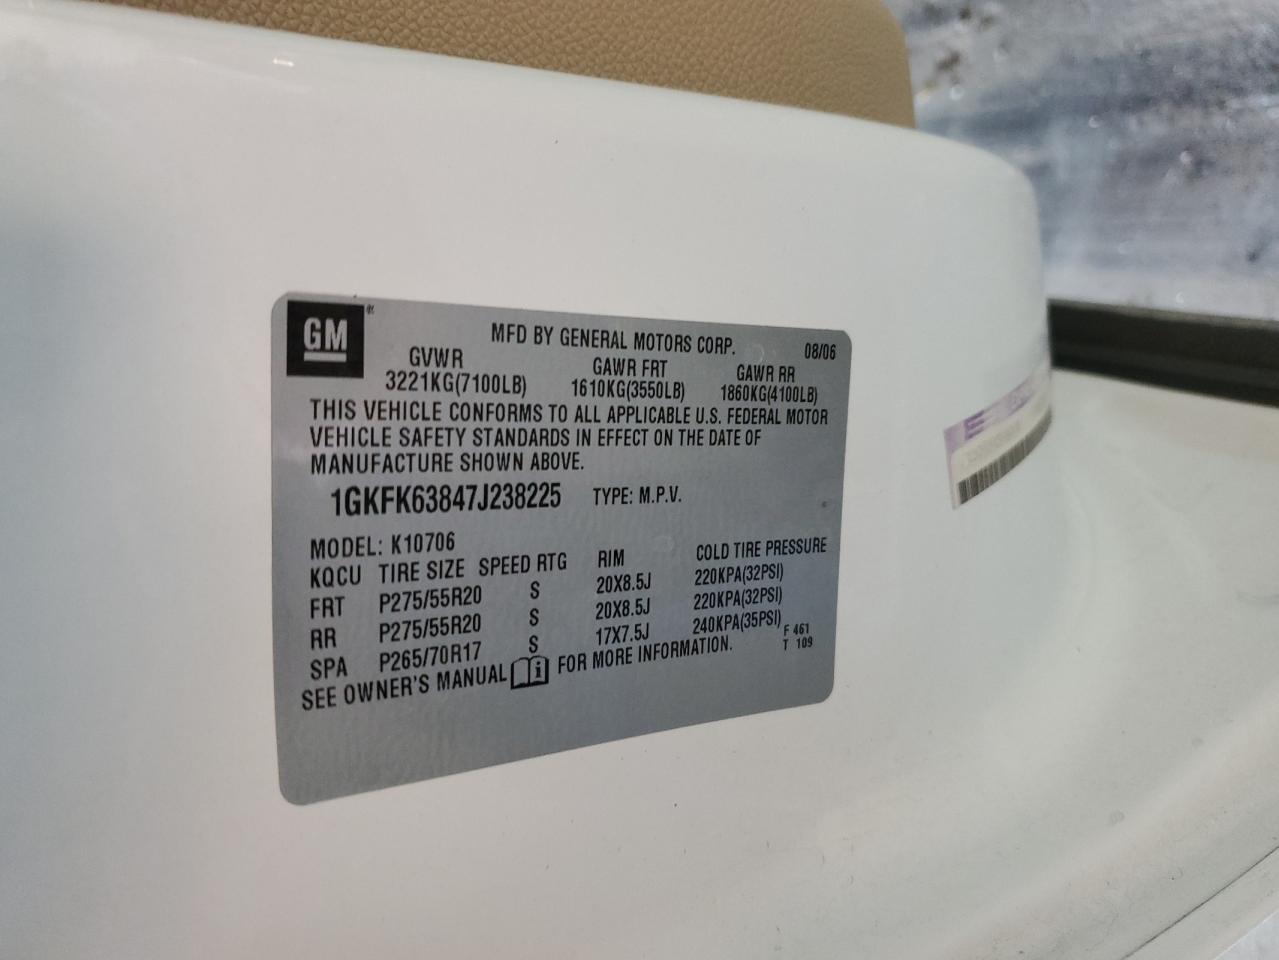 GM
MFD BY GENERAL MOTORS CORP. 08/06
GVWR GAWR FRT GAWR RR
3221KG(7100LB) 1610KG(3550LB) 1860KG(4100LB)
THIS VEHICLE CONFORMS TO ALL APPLICABLE U.S. FEDERAL MOTOR
VEHICLE SAFETY STANDARDS IN EFFECT ON THE DATE OF
MANUFACTURE SHOWN ABOVE.
1GKFK63847J238225 TYPE: M.P.V.
MODEL: K10706
KQCU TIRE SIZE SPEED RTG RIM COLD TIRE PRESSURE
FRT P275/55R20 S 20X8.5J 220KPA(32PSI)
RR P275/55R20 S 20X8.5J 220KPA(32PSI)
SPA P265/70R17 S 17X7.5J 240KPA(35PSI)
SEE OWNER'S MANUAL FOR MORE INFORMATION.
F 461
T 109